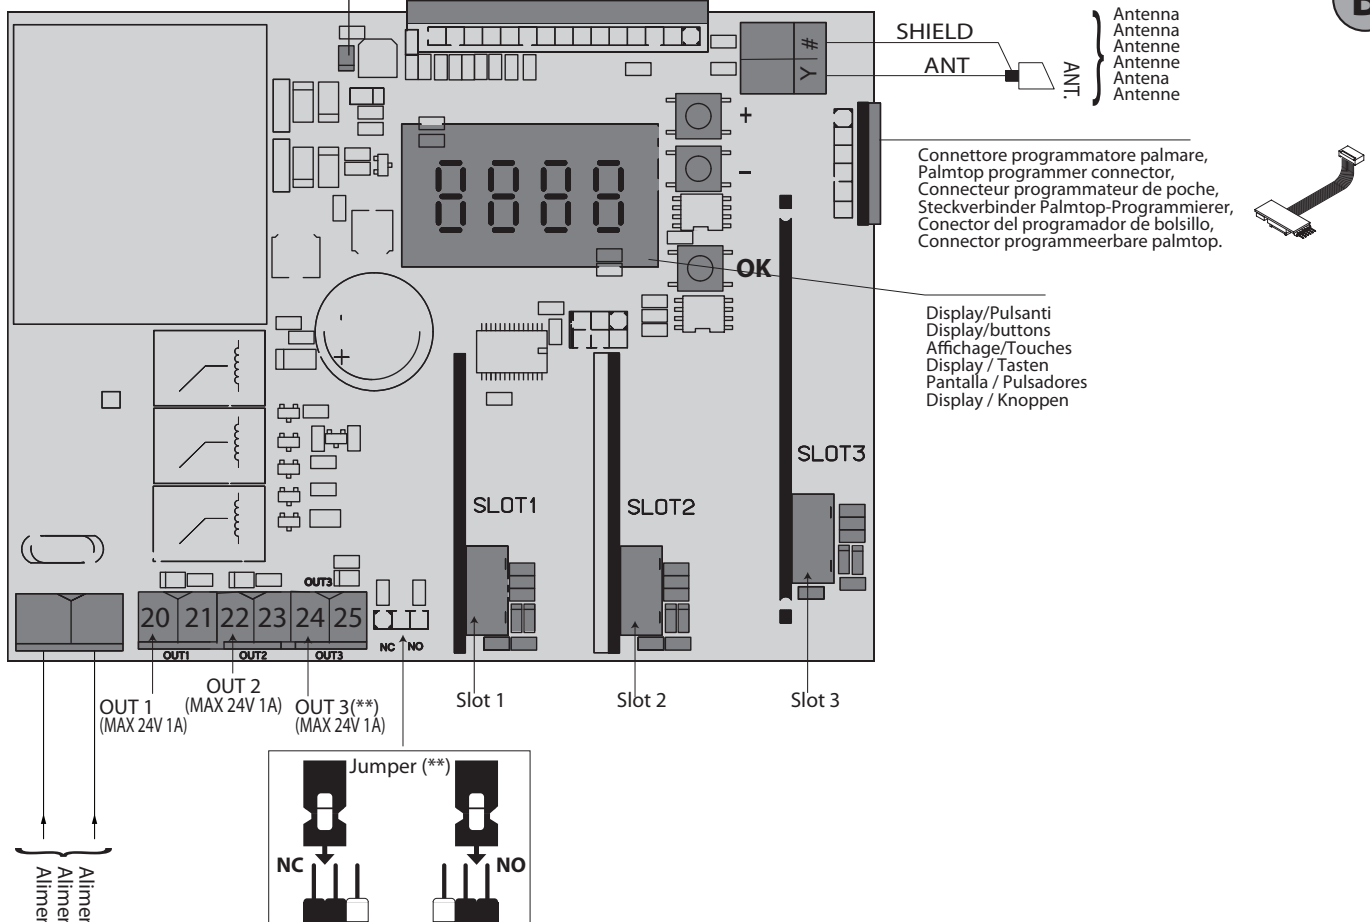 SHIELD
ANT
ANT.
Antenna
Antenna
Antenne
Antenne
Antena
Antenne
#
Y
+
-
OK
Connettore programmatore palmare,
Palmtop programmer connector,
Connecteur programmateur de poche,
Steckverbinder Palmtop-Programmierer,
Conector del programador de bolsillo,
Connector programmeerbare palmtop.
Display/Pulsanti
Display/buttons
Affichage/Touches
Display / Tasten
Pantalla / Pulsadores
Display / Knoppen
8888
- +
SLOT1
SLOT2
SLOT3
OUT3
20 21 22 23 24 25
OUT1 OUT2 OUT3
NC NO
OUT 1
(MAX 24V 1A)
OUT 2
(MAX 24V 1A)
OUT 3(**)
(MAX 24V 1A)
Slot 1
Slot 2
Slot 3
Jumper (**)
NC
NO